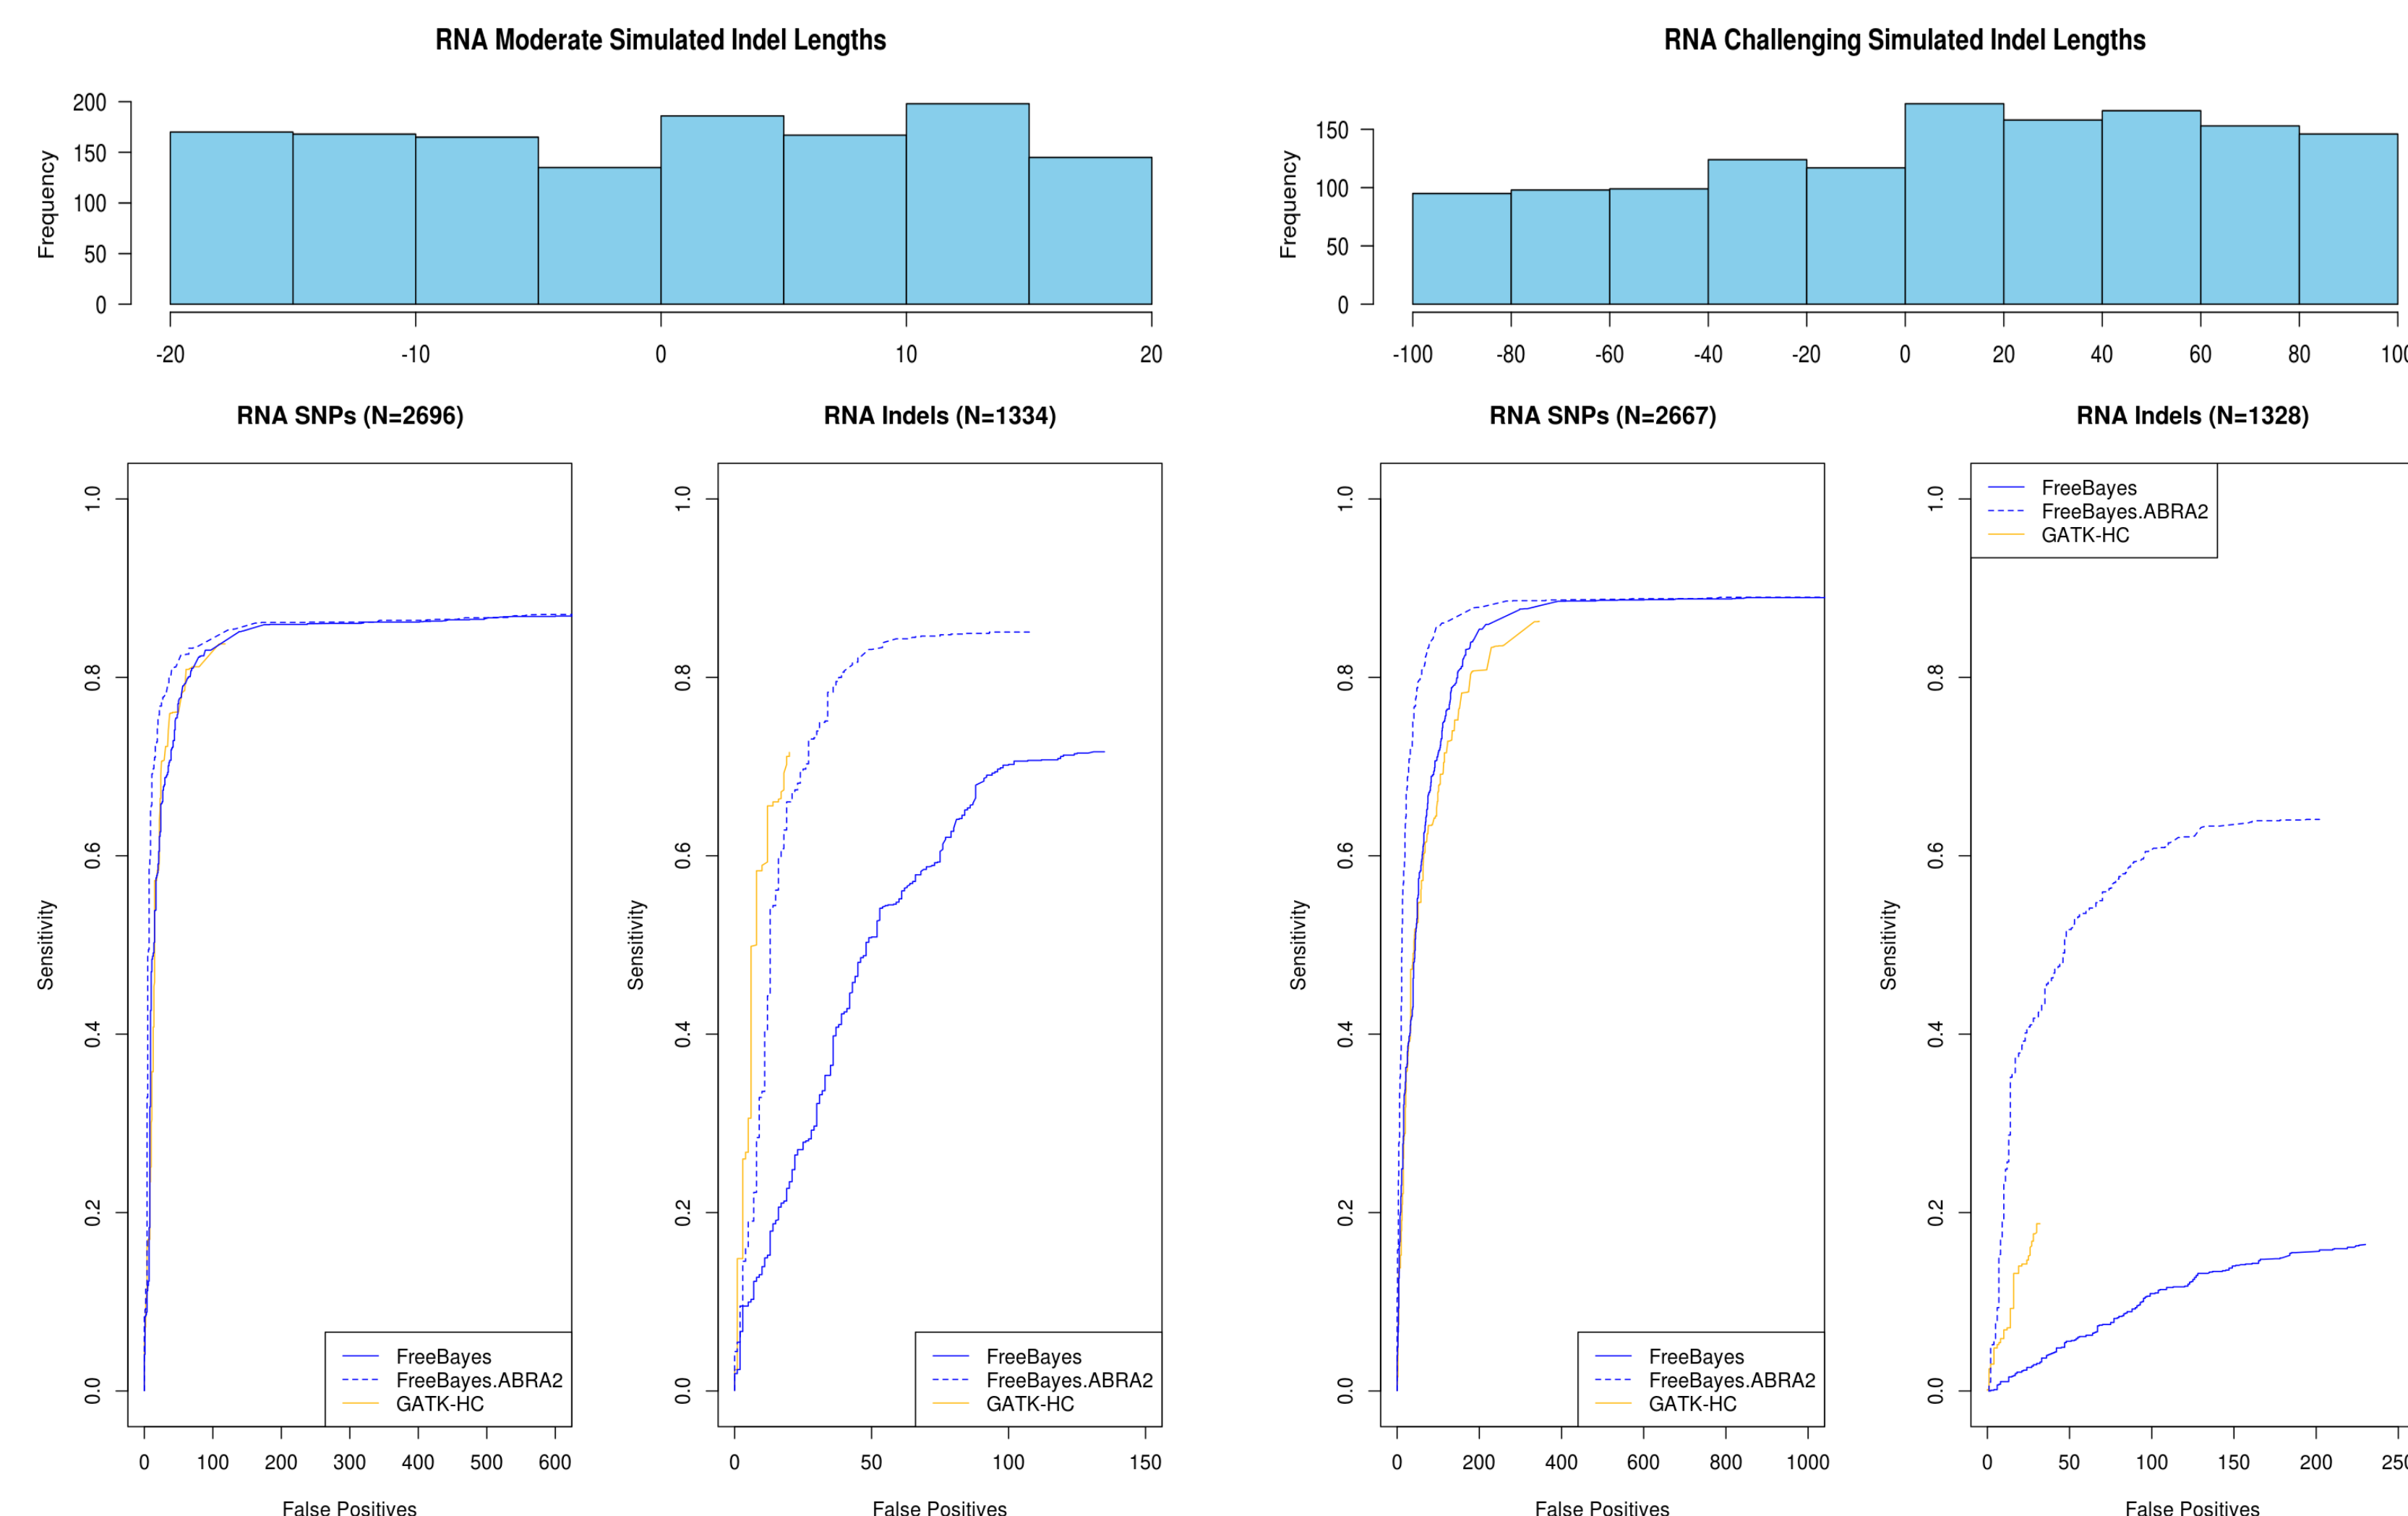 RNA Moderate Simulated Indel Lengths
Frequency
200
150
100
50
0
-20 -10 0 10 20
RNA Challenging Simulated Indel Lengths
Frequency
150
100
50
0
-100 -80 -60 -40 -20 0 20 40 60 80 100
RNA SNPs (N=2696)
Sensitivity
1.0
0.8
0.6
0.4
0.2
0.0
FreeBayes
FreeBayes.ABRA2
GATK-HC
0 100 200 300 400 500 600
False Positives
RNA Indels (N=1334)
Sensitivity
1.0
0.8
0.6
0.4
0.2
0.0
FreeBayes
FreeBayes.ABRA2
GATK-HC
0 50 100 150
False Positives
RNA SNPs (N=2667)
Sensitivity
1.0
0.8
0.6
0.4
0.2
0.0
FreeBayes
FreeBayes.ABRA2
GATK-HC
0 200 400 600 800 1000
False Positives
RNA Indels (N=1328)
FreeBayes
FreeBayes.ABRA2
GATK-HC
Sensitivity
1.0
0.8
0.6
0.4
0.2
0.0
0 50 100 150 200 250
False Positives